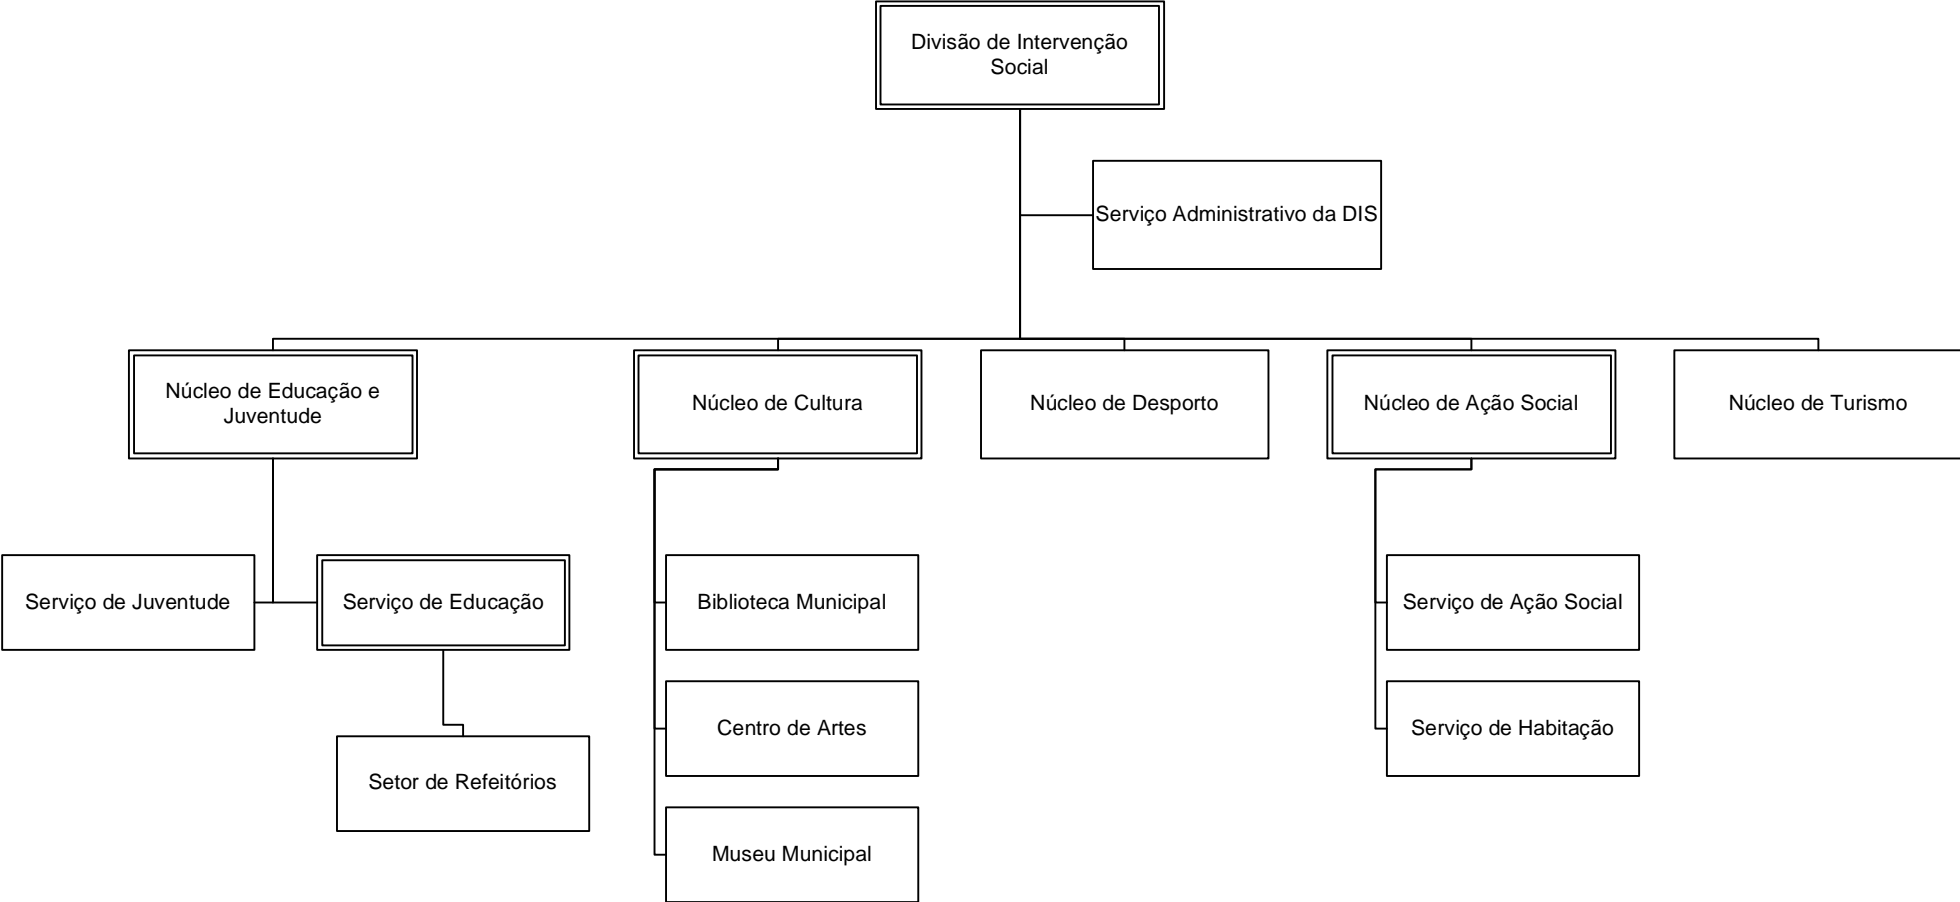 Divisão de Intervenção
Social
Serviço Administrativo da DIS
Núcleo de Educação e
Juventude
Núcleo de Cultura
Núcleo de Desporto
Núcleo de Ação Social
Núcleo de Turismo
Serviço de Juventude
Serviço de Educação
Biblioteca Municipal
Serviço de Ação Social
Centro de Artes
Serviço de Habitação
Setor de Refeitórios
Museu Municipal